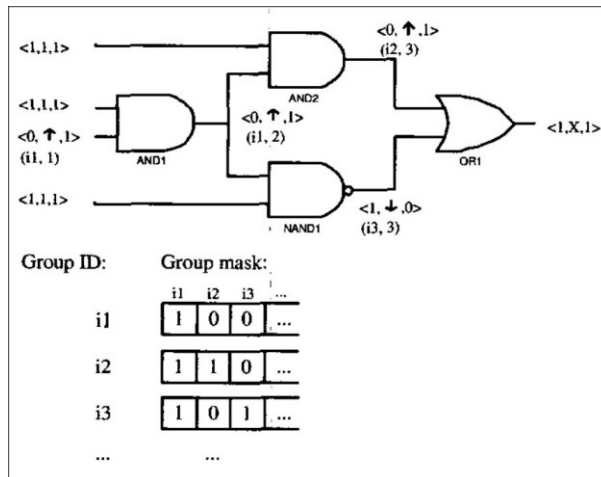 <0, ↑, 1>
(i2, 3)
<1,1,1>
AND2
<1,1,1>
<0, ↑, 1>
(i1, 1)
AND1
<0, ↑, 1>
(i1, 2)
OR1
<1,X,1>
<1,1,1>
NAND1
<1, ↓, 0>
(i3, 3)
Group ID: Group mask:
i1 i2 i3 ...
i1 1 0 0 ...
i2 1 1 0 ...
i3 1 0 1 ...
... ...